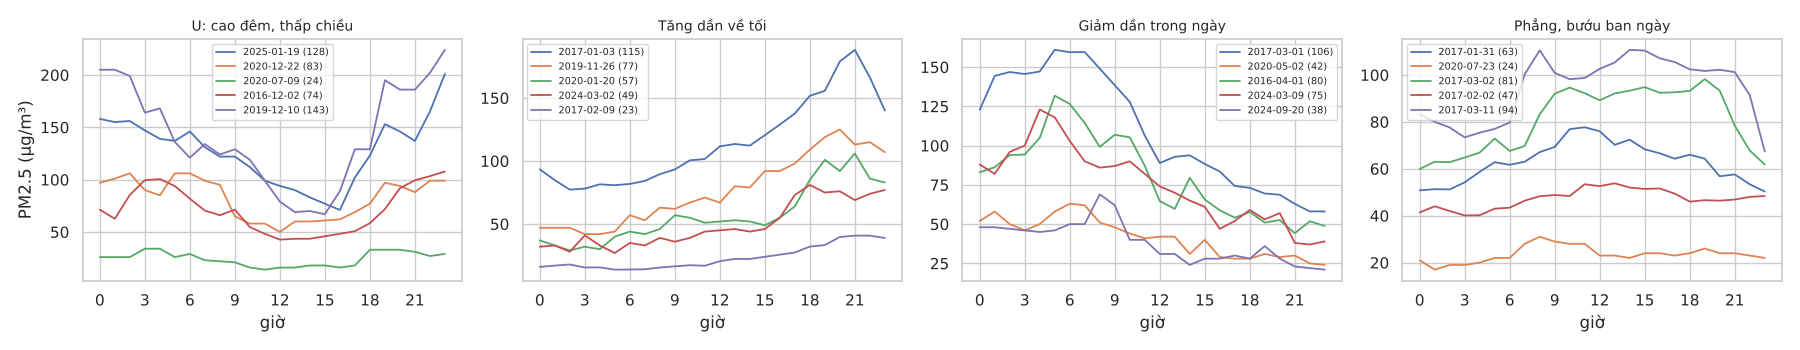 U: cao đêm, thấp chiều
PM2.5 (µg/m³)
200
150
100
50
2025-01-19 (128)
2020-12-22 (83)
2020-07-09 (24)
2016-12-02 (74)
2019-12-10 (143)
0 3 6 9 12 15 18 21
giờ
Tăng dần về tối
150
100
50
2017-01-03 (115)
2019-11-26 (77)
2020-01-20 (57)
2024-03-02 (49)
2017-02-09 (23)
0 3 6 9 12 15 18 21
giờ
Giảm dần trong ngày
150
125
100
75
50
25
2017-03-01 (106)
2020-05-02 (42)
2016-04-01 (80)
2024-03-09 (75)
2024-09-20 (38)
0 3 6 9 12 15 18 21
giờ
Phẳng, bướu ban ngày
100
80
60
40
20
2017-01-31 (63)
2020-07-23 (24)
2017-03-02 (81)
2017-02-02 (47)
2017-03-11 (94)
0 3 6 9 12 15 18 21
giờ